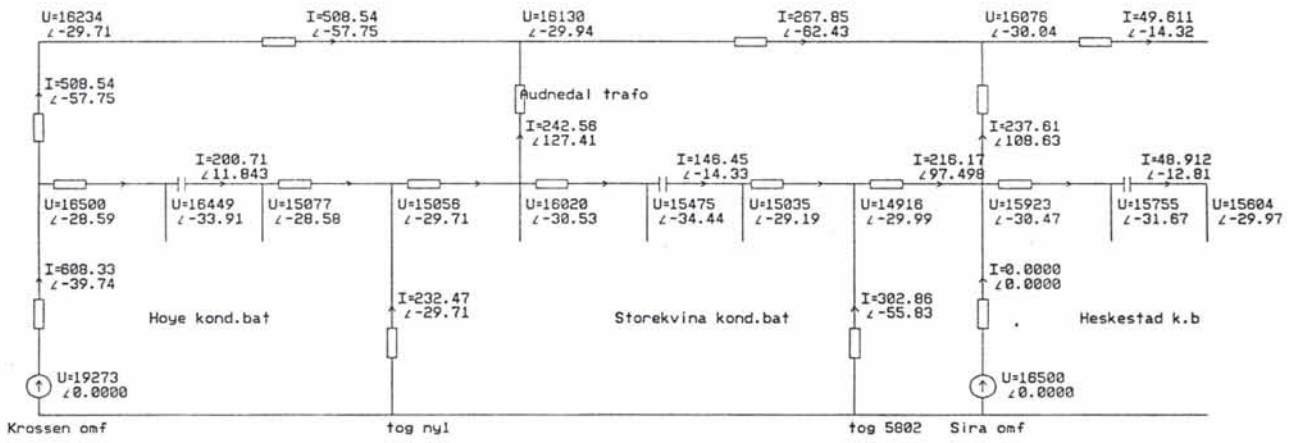 U=16234
∠-29.71
I=508.54
∠-57.75
U=16130
∠-29.94
I=267.85
∠-62.43
U=16076
∠-30.04
I=49.611
∠-14.32
I=508.54
∠-57.75
Audnedal trafo
I=242.56
∠127.41
I=237.61
∠108.63
I=200.71
∠11.843
I=146.45
∠-14.33
I=216.17
∠97.498
I=48.912
∠-12.81
U=16500
∠-28.59
U=16449
∠-33.91
U=15077
∠-28.58
U=15056
∠-29.71
U=16020
∠-30.53
U=15475
∠-34.44
U=15035
∠-29.19
U=14916
∠-29.99
U=15923
∠-30.47
U=15755
∠-31.67
U=15604
∠-29.97
I=608.33
∠-39.74
Hoye kond.bat
I=232.47
∠-29.71
Storekvina kond.bat
I=302.86
∠-55.83
I=0.0000
∠0.0000
Heskestad k.b
U=19273
∠0.0000
U=16500
∠0.0000
Krossen omf
tog nyl
tog 5802
Sira omf